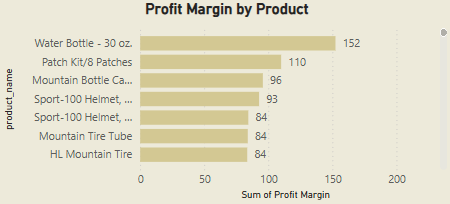 Profit Margin by Product
product_name
Water Bottle - 30 oz. 152
Patch Kit/8 Patches 110
Mountain Bottle Ca... 96
Sport-100 Helmet, ... 93
Sport-100 Helmet, ... 84
Mountain Tire Tube 84
HL Mountain Tire 84
0 50 100 150 200
Sum of Profit Margin